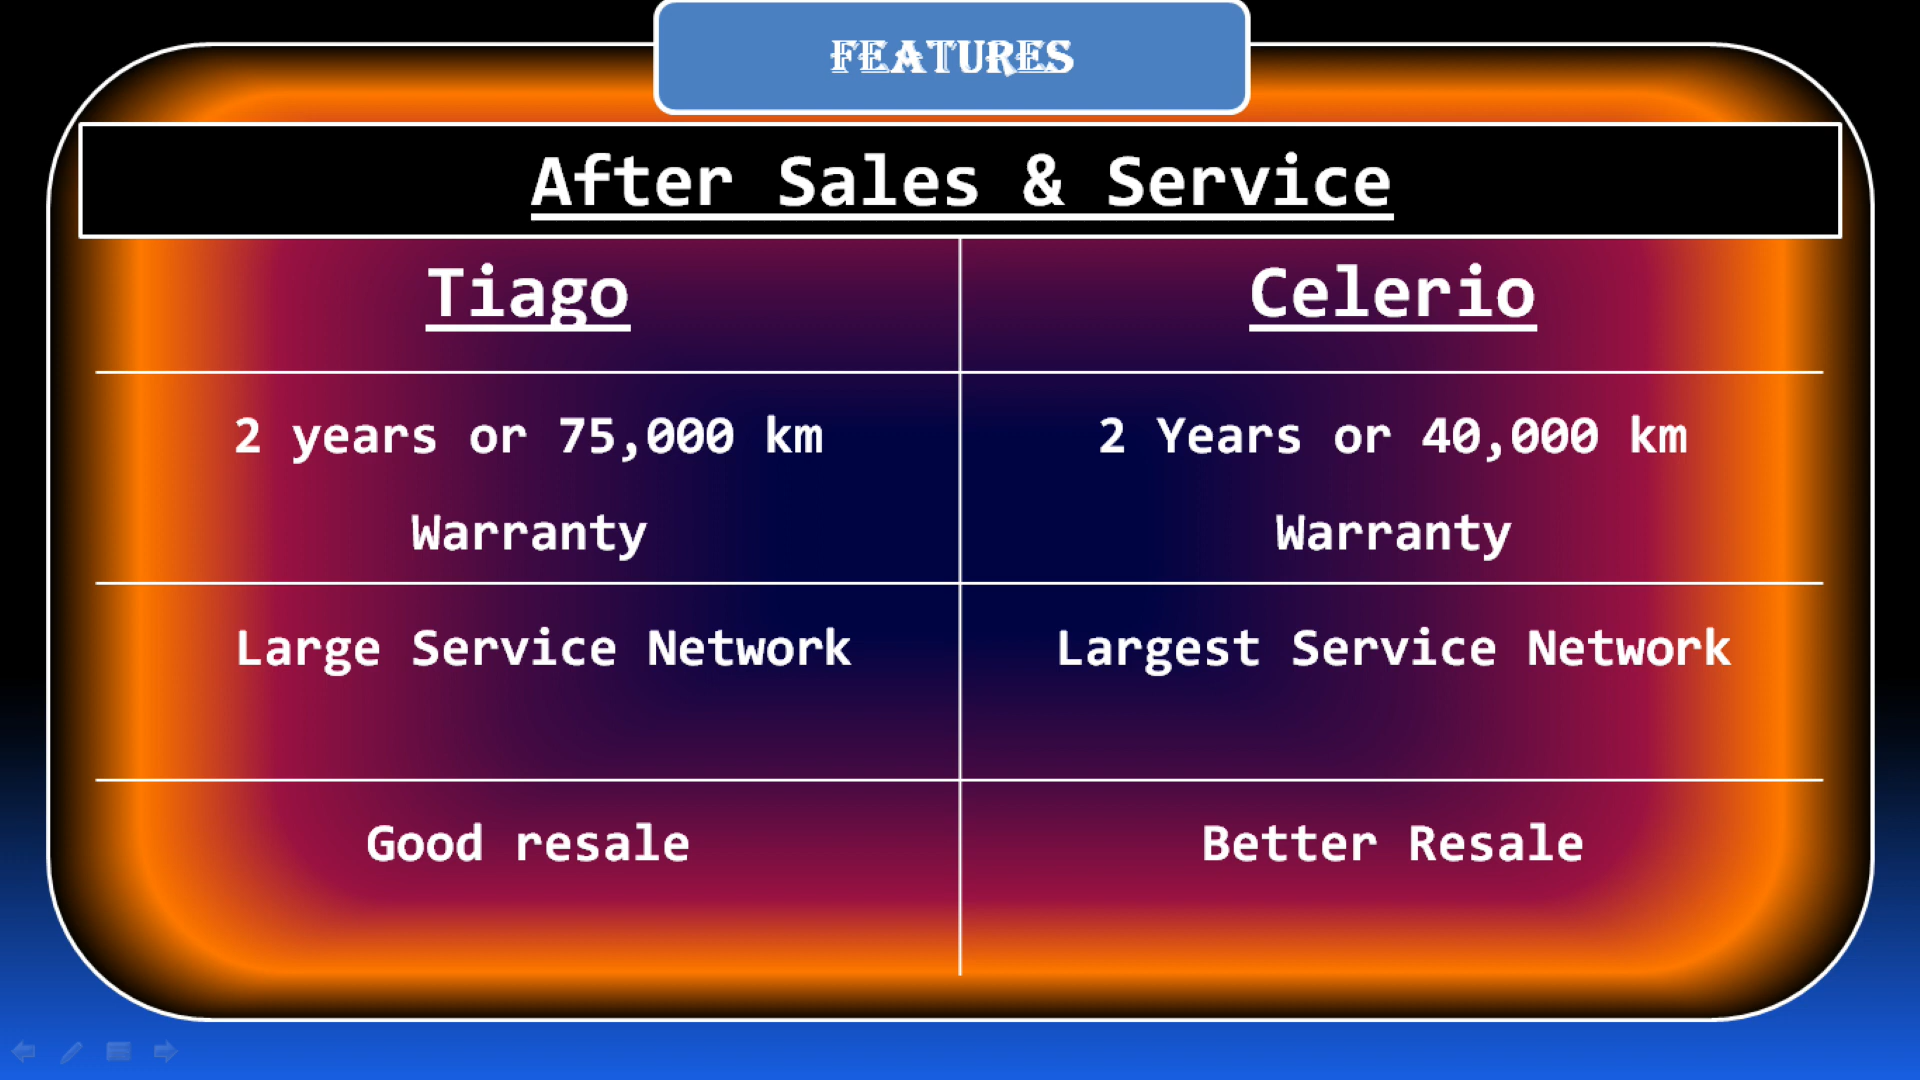 FEATURES
After Sales & Service
Tiago
Celerio
2 years or 75,000 km
Warranty
2 Years or 40,000 km
Warranty
Large Service Network
Largest Service Network
Good resale
Better Resale